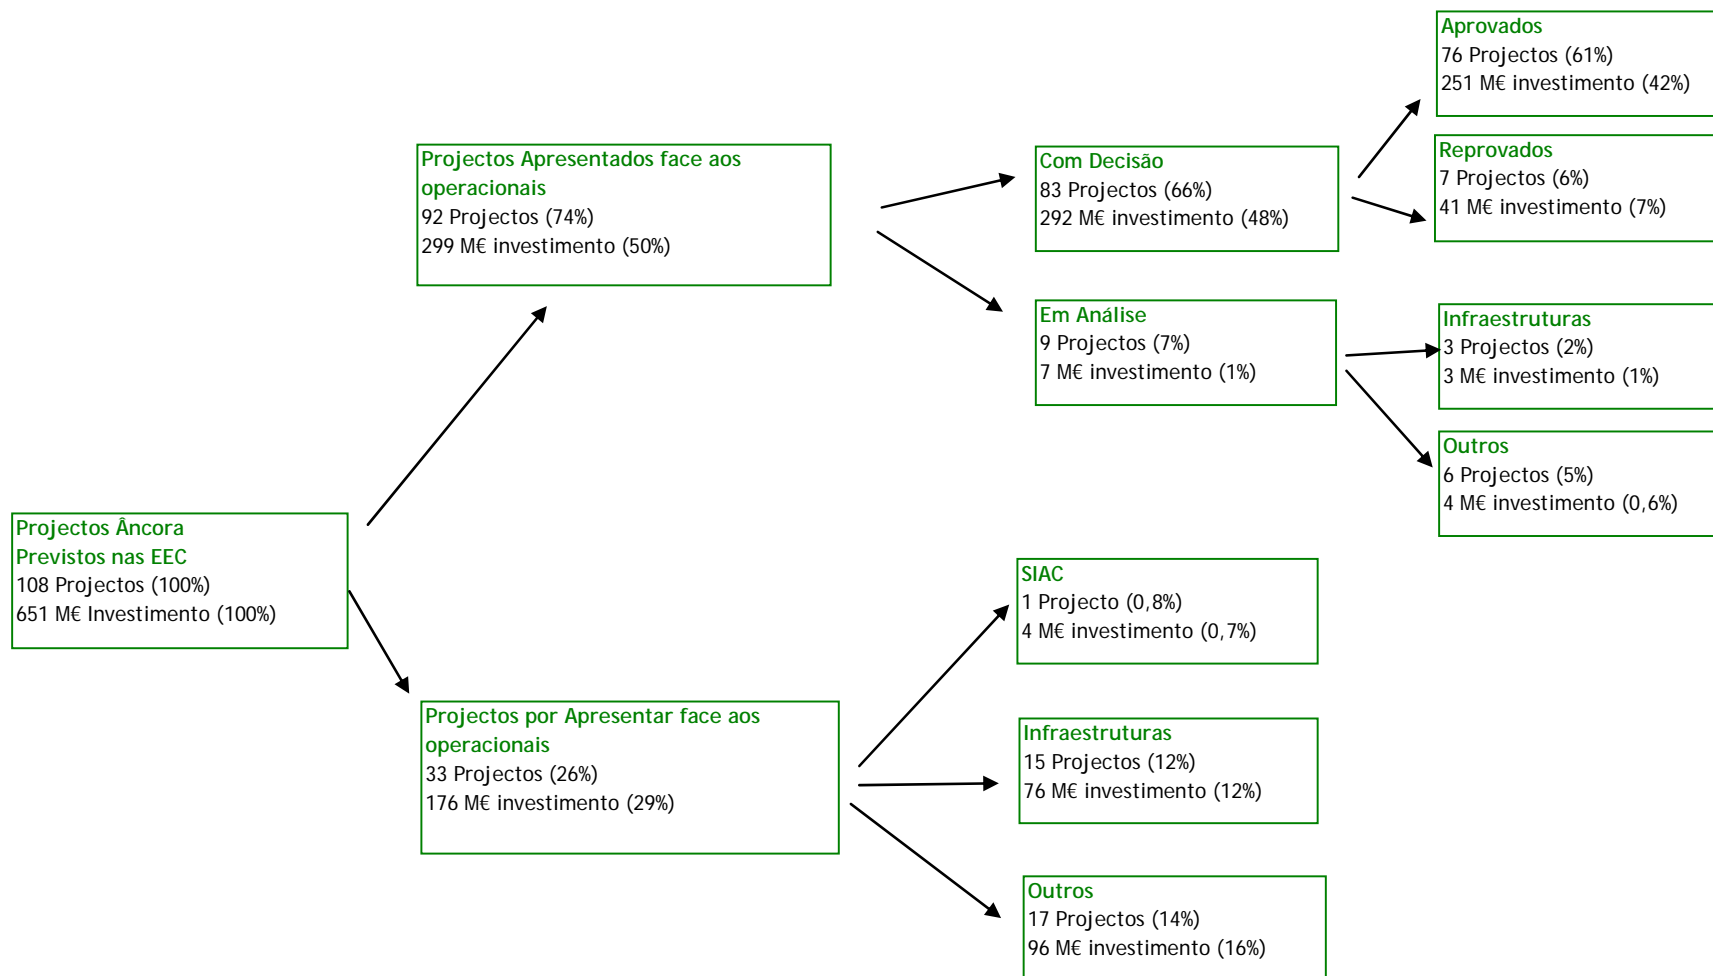 Aprovados
76 Projectos (61%)
251 M€ investimento (42%)
Projectos Apresentados face aos
operacionais
92 Projectos (74%)
299 M€ investimento (50%)
Com Decisão
83 Projectos (66%)
292 M€ investimento (48%)
Reprovados
7 Projectos (6%)
41 M€ investimento (7%)
Em Análise
9 Projectos (7%)
7 M€ investimento (1%)
Infraestruturas
3 Projectos (2%)
3 M€ investimento (1%)
Outros
6 Projectos (5%)
4 M€ investimento (0,6%)
Projectos Âncora
Previstos nas EEC
108 Projectos (100%)
651 M€ Investimento (100%)
SIAC
1 Projecto (0,8%)
4 M€ investimento (0,7%)
Projectos por Apresentar face aos
operacionais
33 Projectos (26%)
176 M€ investimento (29%)
Infraestruturas
15 Projectos (12%)
76 M€ investimento (12%)
Outros
17 Projectos (14%)
96 M€ investimento (16%)